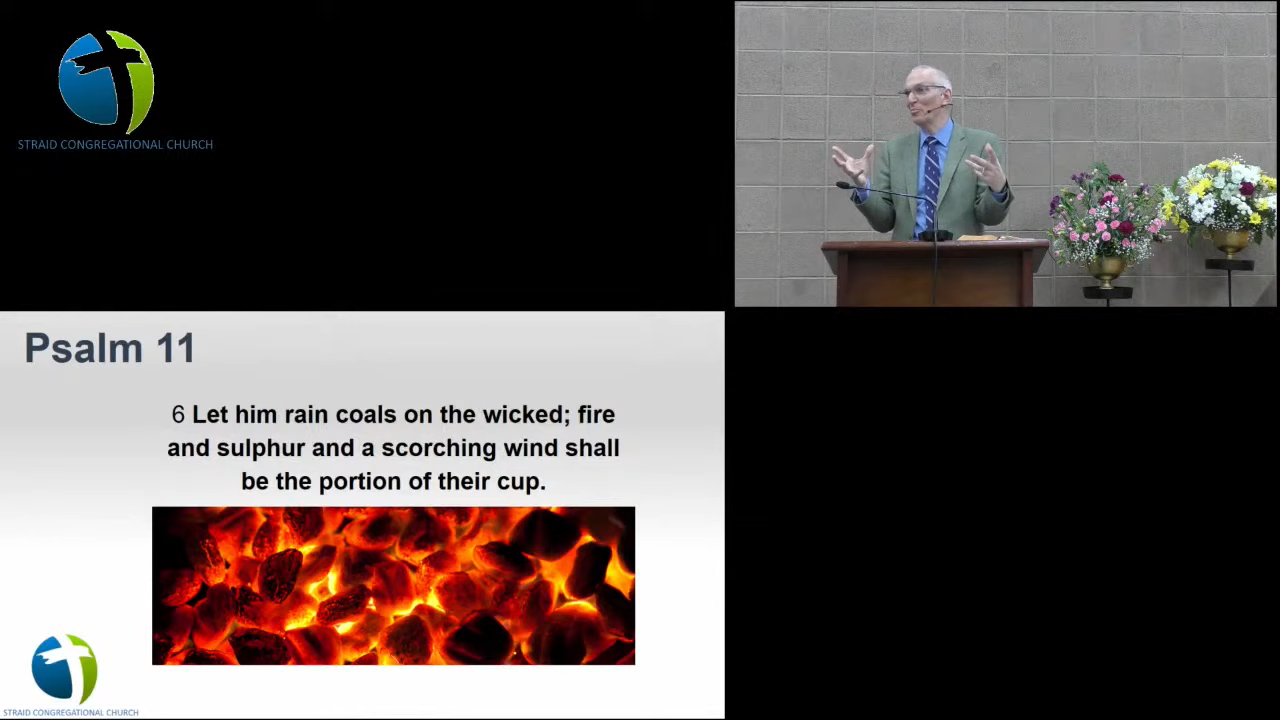 STRAID CONGREGATIONAL CHURCH
Psalm 11
6 Let him rain coals on the wicked; fire
and sulphur and a scorching wind shall
be the portion of their cup.
STRAID CONGREGATIONAL CHURCH